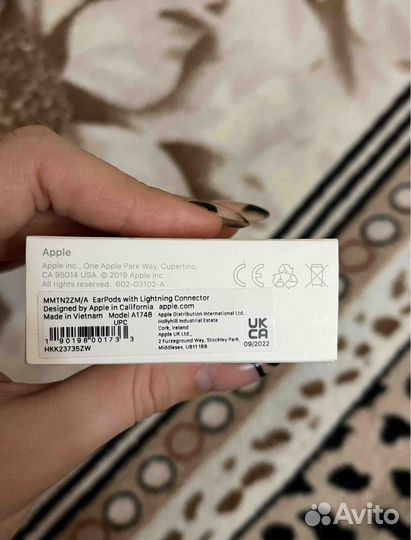 Apple
Apple Inc., One Apple Park Way, Cupertino,
CA 95014 USA. © 2019 Apple Inc.
All rights reserved. 602-03102-A
CE
MMTN2ZM/A EarPods with Lightning Connector
Designed by Apple in California apple.com
Made in Vietnam Model A1748
UPC
1 90198 00173 3
HKK23735ZW
Apple Distribution International Ltd.
Hollyhill Industrial Estate
Cork, Ireland
Apple UK Ltd.,
2 Furzeground Way, Stockley Park,
Middlesex, UB11 1BB.
UK
CA
09/2022
Avito